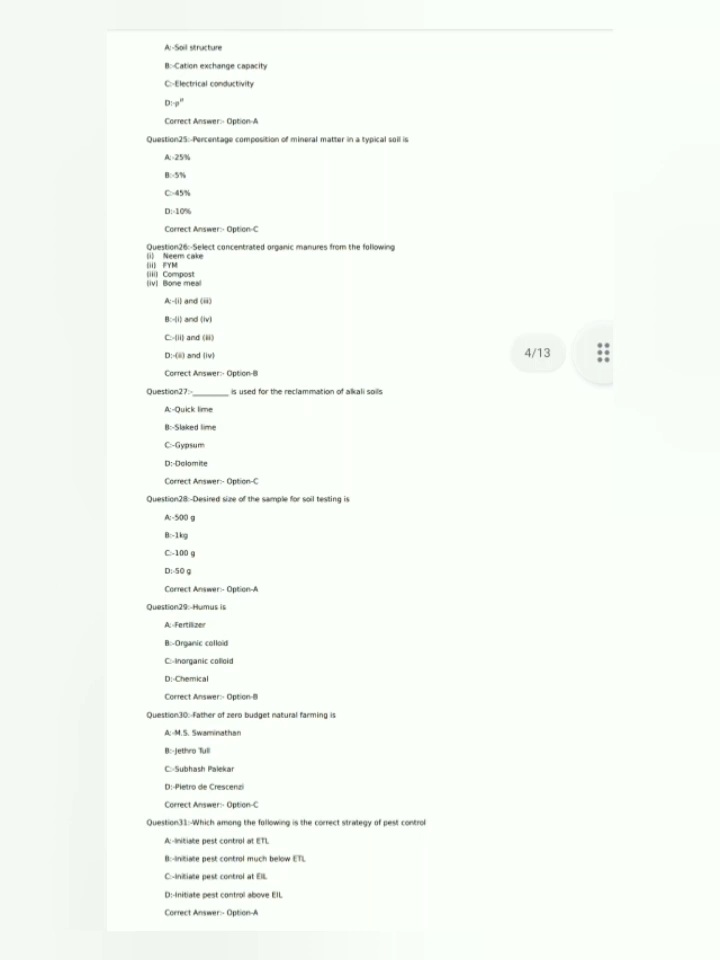 A:-Soil structure
B:-Cation exchange capacity
C:-Electrical conductivity
D:-pᴴ
Correct Answer:- Option-A
Question25:-Percentage composition of mineral matter in a typical soil is
A:-25%
B:-5%
C:-45%
D:-10%
Correct Answer:- Option-C
Question26:-Select concentrated organic manures from the following
(i) Neem cake
(ii) FYM
(iii) Compost
(iv) Bone meal
A:-(i) and (iii)
B:-(i) and (iv)
C:-(ii) and (iii)
D:-(ii) and (iv)
4/13
Correct Answer:- Option-B
Question27:-________ is used for the reclammation of alkali soils
A:-Quick lime
B:-Slaked lime
C:-Gypsum
D:-Dolomite
Correct Answer:- Option-C
Question28:-Desired size of the sample for soil testing is
A:-500 g
B:-1kg
C:-100 g
D:-50 g
Correct Answer:- Option-A
Question29:-Humus is
A:-Fertilizer
B:-Organic colloid
C:-Inorganic colloid
D:-Chemical
Correct Answer:- Option-B
Question30:-Father of zero budget natural farming is
A:-M.S. Swaminathan
B:-Jethro Tull
C:-Subhash Palekar
D:-Pietro de Crescenzi
Correct Answer:- Option-C
Question31:-Which among the following is the correct strategy of pest control
A:-Initiate pest control at ETL
B:-Initiate pest control much below ETL
C:-Initiate pest control at EIL
D:-Initiate pest control above EIL
Correct Answer:- Option-A